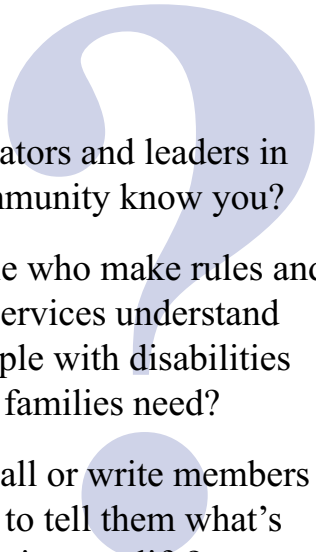 ators and leaders in
munity know you?
e who make rules and
ervices understand
ple with disabilities
families need?
all or write members
to tell them what's